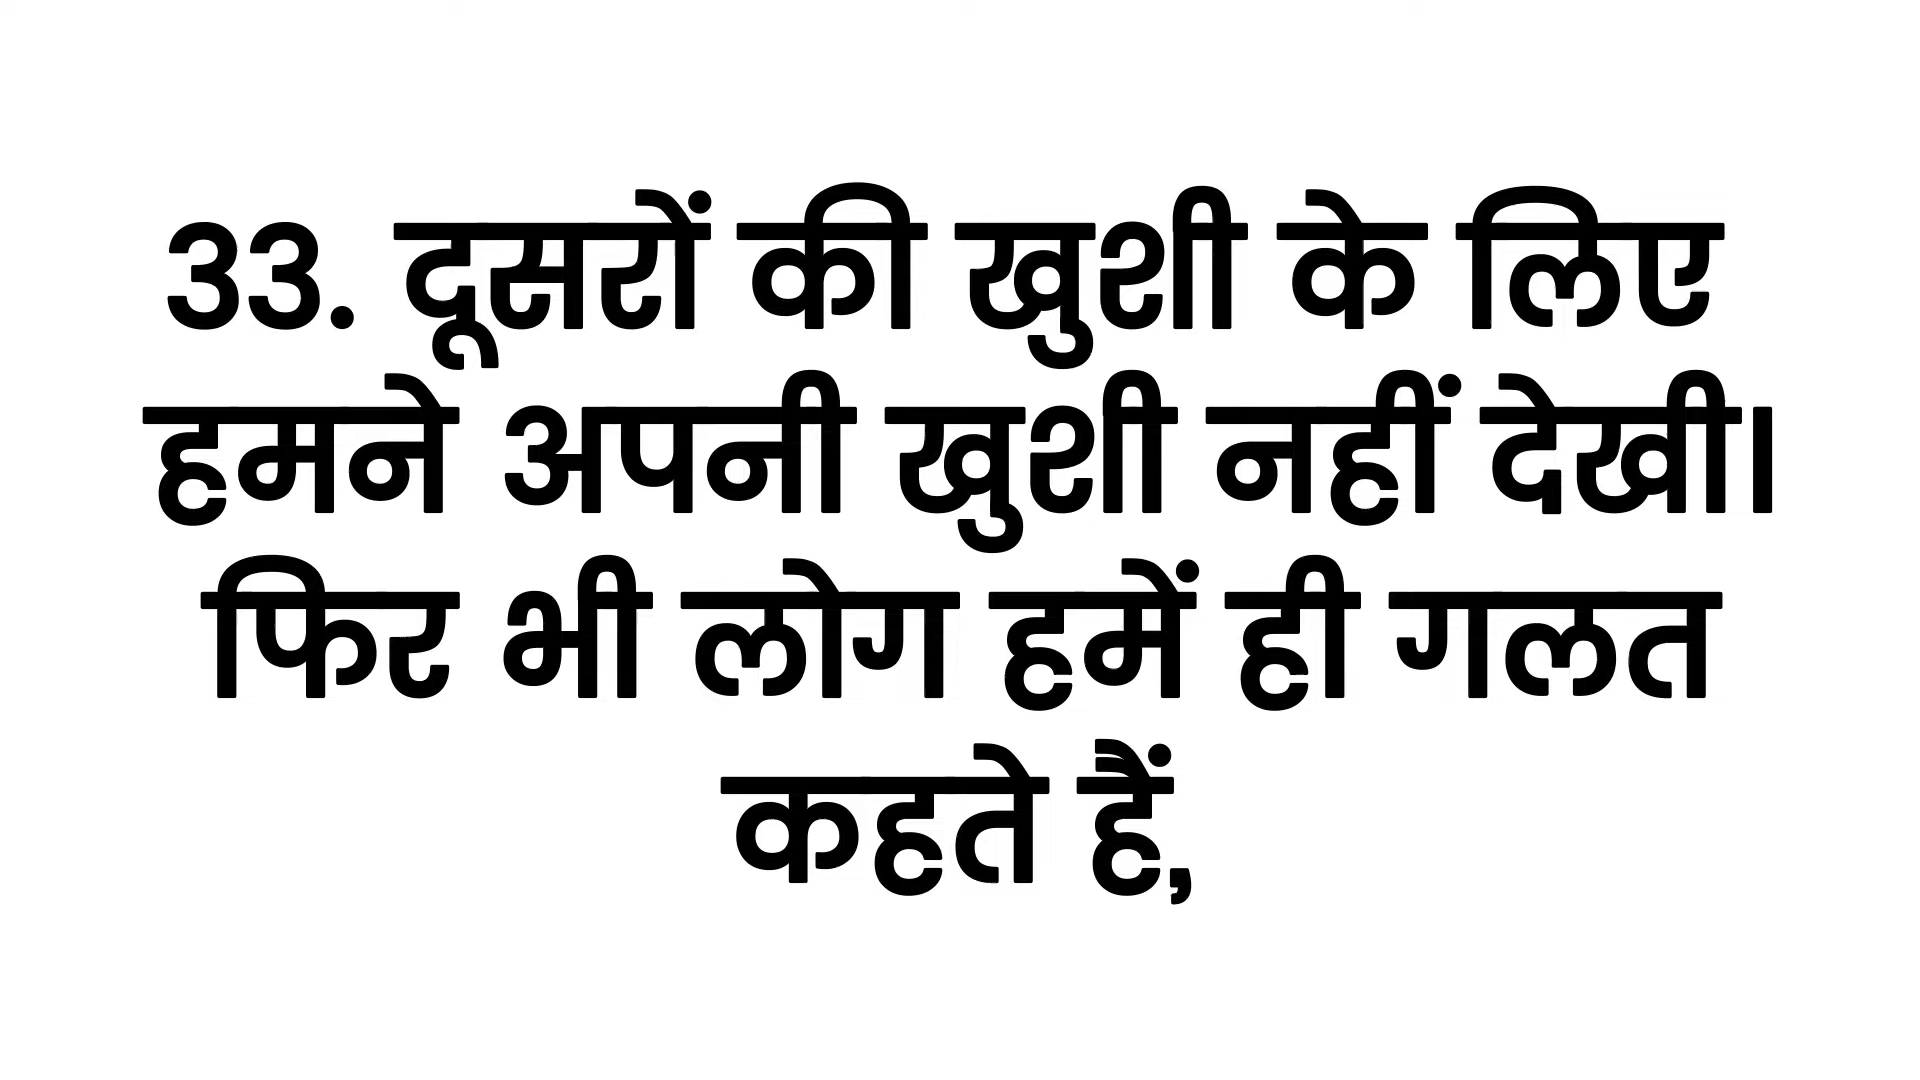 33. दूसरों की खुशी के लिए
हमने अपनी खुशी नहीं देखी।
फिर भी लोग हमें ही गलत
कहते हैं,